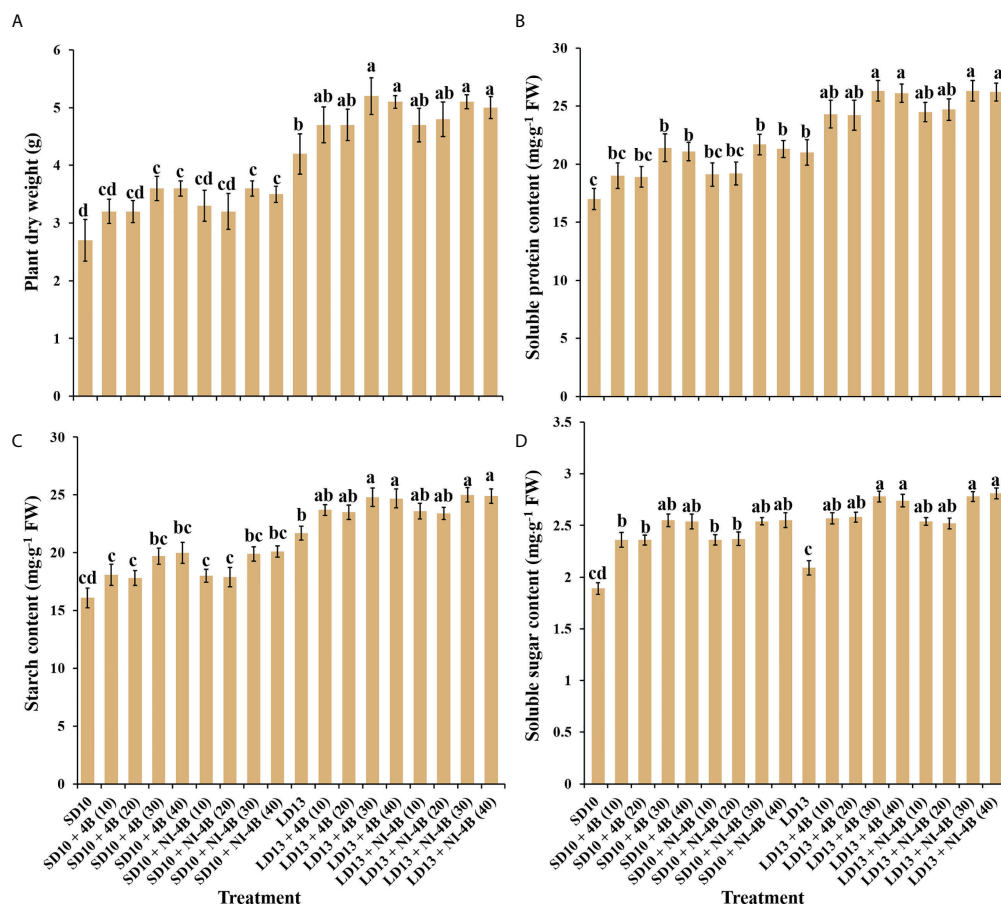 A
Plant dry weight (g)
6
5
4
3
2
1
0
d
cd
cd
c
c
cd
cd
c
c
b
ab
ab
a
a
ab
ab
a
a
B
Soluble protein content (mg·g⁻¹ FW)
30
25
20
15
10
5
0
c
bc
bc
b
b
bc
bc
b
b
b
ab
ab
a
a
ab
ab
a
a
C
Starch content (mg·g⁻¹ FW)
30
25
20
15
10
5
0
cd
c
c
bc
bc
c
c
bc
bc
b
ab
ab
a
a
ab
ab
a
a
SD10
SD10 + 4B (10)
SD10 + 4B (20)
SD10 + 4B (30)
SD10 + 4B (40)
SD10 + NI-4B (10)
SD10 + NI-4B (20)
SD10 + NI-4B (30)
SD10 + NI-4B (40)
LD13
LD13 + 4B (10)
LD13 + 4B (20)
LD13 + 4B (30)
LD13 + 4B (40)
LD13 + NI-4B (10)
LD13 + NI-4B (20)
LD13 + NI-4B (30)
LD13 + NI-4B (40)
Treatment
D
Soluble sugar content (mg·g⁻¹ FW)
3.5
3
2.5
2
1.5
1
0.5
0
cd
b
b
ab
ab
b
b
ab
ab
c
ab
ab
a
a
ab
ab
a
a
SD10
SD10 + 4B (10)
SD10 + 4B (20)
SD10 + 4B (30)
SD10 + 4B (40)
SD10 + NI-4B (10)
SD10 + NI-4B (20)
SD10 + NI-4B (30)
SD10 + NI-4B (40)
LD13
LD13 + 4B (10)
LD13 + 4B (20)
LD13 + 4B (30)
LD13 + 4B (40)
LD13 + NI-4B (10)
LD13 + NI-4B (20)
LD13 + NI-4B (30)
LD13 + NI-4B (40)
Treatment